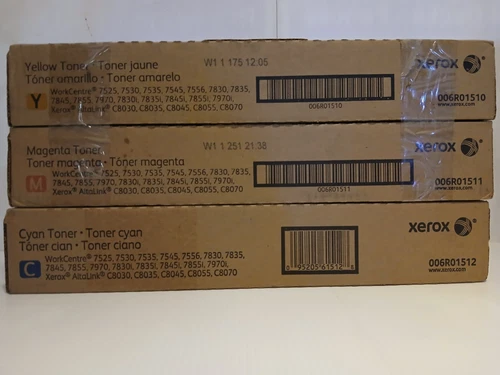 Yellow Toner • Toner jaune
Tóner amarillo • Toner amarelo
W1 1 175 12:05
xerox
Y
WorkCentre® 7525, 7530, 7535, 7545, 7556, 7830, 7835,
7845, 7855, 7970, 7830i, 7835i, 7845i, 7855i, 7970i
Xerox® AltaLink® C8030, C8035, C8045, C8055, C8070
006R01510
006R01510
www.xerox.com
Magenta Toner
Toner magenta • Tóner magenta
W1 1 251 21:38
xerox
M
WorkCentre® 7525, 7530, 7535, 7545, 7556, 7830, 7835,
7845, 7855, 7970, 7830i, 7835i, 7845i, 7855i, 7970i
Xerox® AltaLink® C8030, C8035, C8045, C8055, C8070
006R01511
006R01511
www.xerox.com
Cyan Toner • Toner cyan
Tóner cian • Toner ciano
xerox
C
WorkCentre® 7525, 7530, 7535, 7545, 7556, 7830, 7835,
7845, 7855, 7970, 7830i, 7835i, 7845i, 7855i, 7970i
Xerox® AltaLink® C8030, C8035, C8045, C8055, C8070
006R01512
www.xerox.com